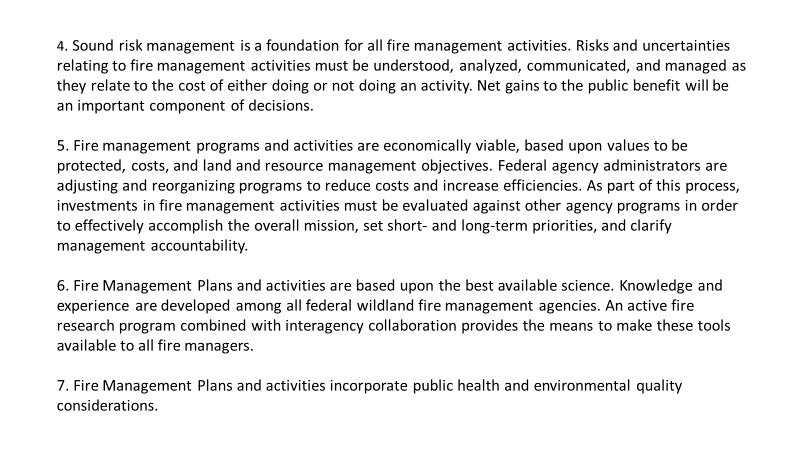 4. Sound risk management is a foundation for all fire management activities. Risks and uncertainties
relating to fire management activities must be understood, analyzed, communicated, and managed as
they relate to the cost of either doing or not doing an activity. Net gains to the public benefit will be
an important component of decisions.
5. Fire management programs and activities are economically viable, based upon values to be
protected, costs, and land and resource management objectives. Federal agency administrators are
adjusting and reorganizing programs to reduce costs and increase efficiencies. As part of this process,
investments in fire management activities must be evaluated against other agency programs in order
to effectively accomplish the overall mission, set short- and long-term priorities, and clarify
management accountability.
6. Fire Management Plans and activities are based upon the best available science. Knowledge and
experience are developed among all federal wildland fire management agencies. An active fire
research program combined with interagency collaboration provides the means to make these tools
available to all fire managers.
7. Fire Management Plans and activities incorporate public health and environmental quality
considerations.